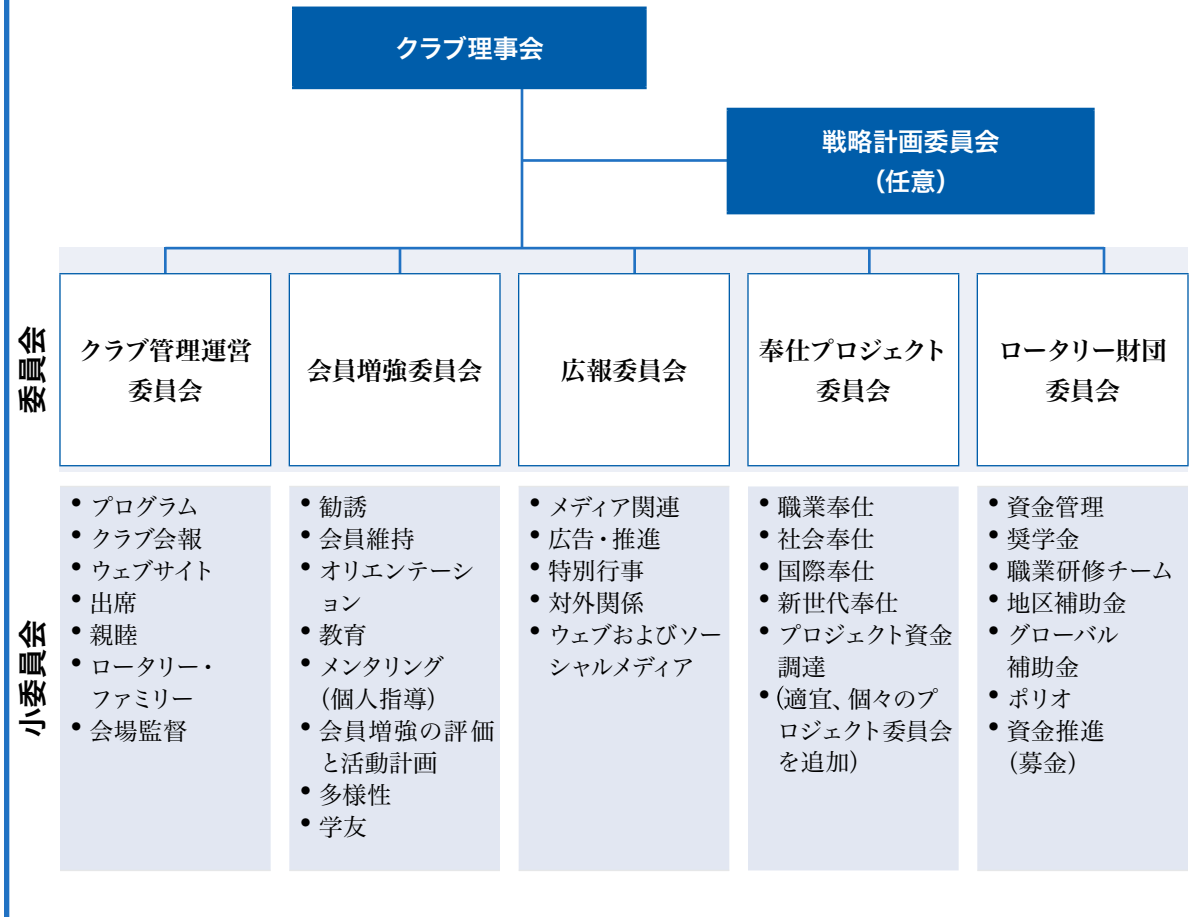 クラブ理事会
戦略計画委員会
（任意）
委員会
クラブ管理運営
委員会
会員増強委員会
広報委員会
奉仕プロジェクト
委員会
ロータリー財団
委員会
小委員会
• プログラム
• クラブ会報
• ウェブサイト
• 出席
• 親睦
• ロータリー・
ファミリー
• 会場監督
• 勧誘
• 会員維持
• オリエンテーシ
ョン
• 教育
• メンタリング
(個人指導)
• 会員増強の評価
と活動計画
• 多様性
• 学友
• メディア関連
• 広告・推進
• 特別行事
• 対外関係
• ウェブおよびソー
シャルメディア
• 職業奉仕
• 社会奉仕
• 国際奉仕
• 新世代奉仕
• プロジェクト資金
調達
• (適宜、個々のプ
ロジェクト委員会
を追加)
• 資金管理
• 奨学金
• 職業研修チーム
• 地区補助金
• グローバル
補助金
• ポリオ
• 資金推進
(募金)